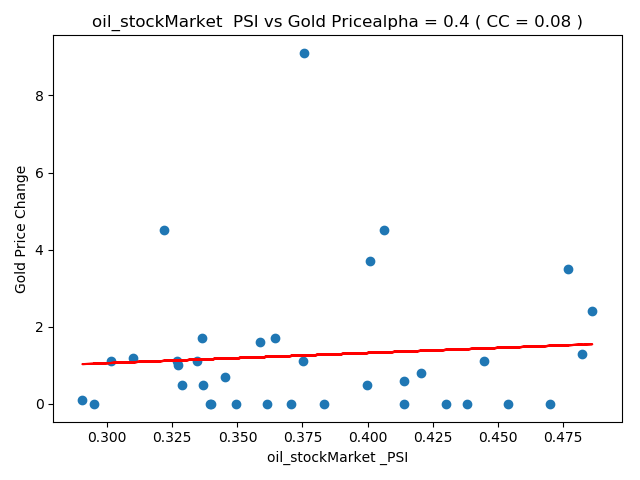 oil_stockMarket  PSI vs Gold Pricealpha = 0.4 ( CC = 0.08 )
8
6
4
2
0
Gold Price Change
0.300 0.325 0.350 0.375 0.400 0.425 0.450 0.475
oil_stockMarket _PSI